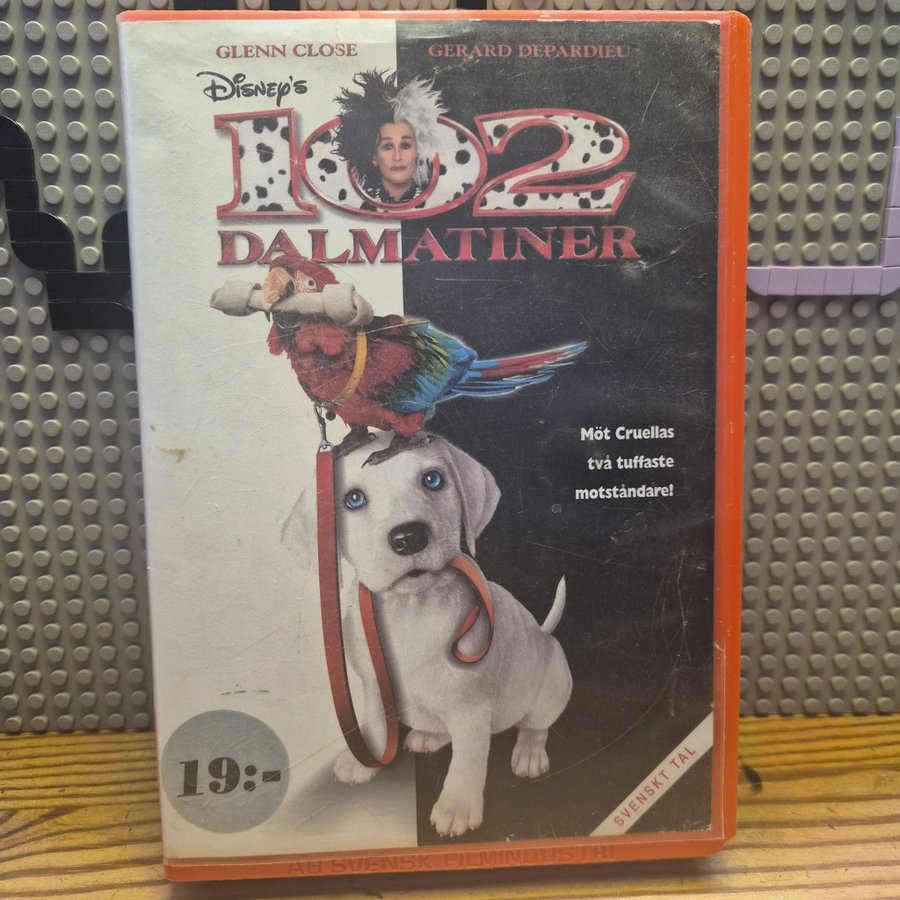 GLENN CLOSE GERARD DEPARDIEU
Disney's
102
DALMATINER
Möt Cruellas
två tuffaste
motståndare!
19:-
SVENSKT TAL
AB SVENSK FILMINDUSTRI